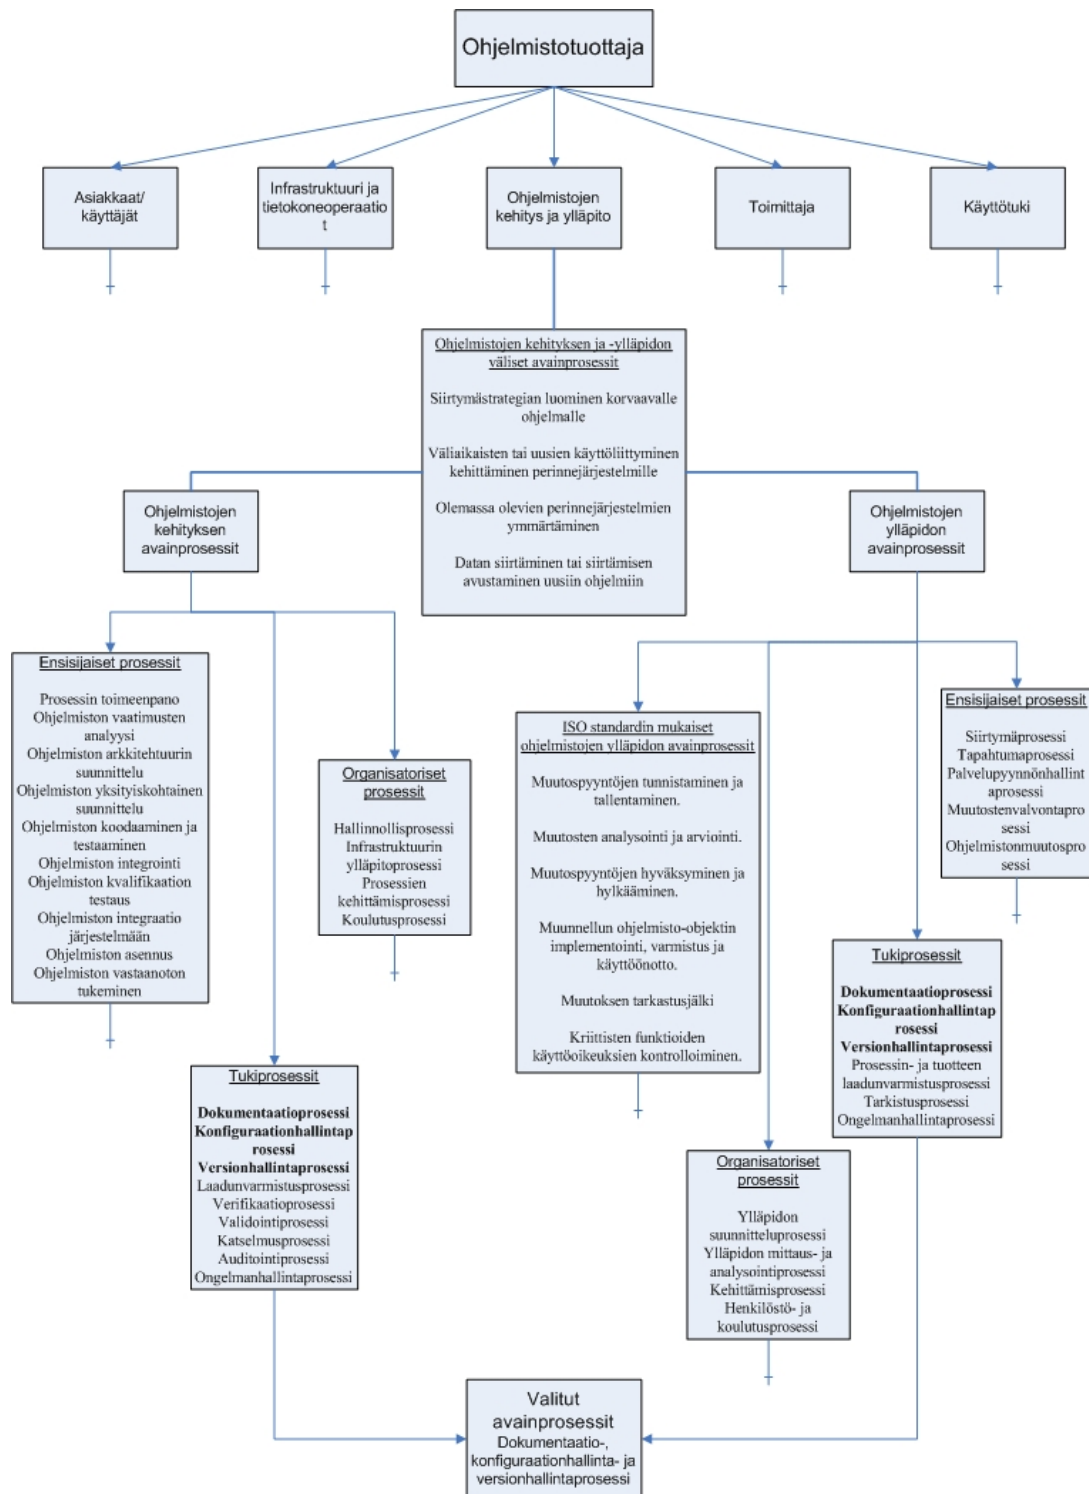 Ohjelmistotuottaja
Asiakkaat/
käyttäjät
Infrastruktuuri ja
tietokoneoperaatio
t
Ohjelmistojen
kehitys ja ylläpito
Toimittaja
Käyttötuki
Ohjelmistojen kehityksen ja -ylläpidon
väliset avainprosessit
Siirtymästrategian luominen korvaavalle
ohjelmalle
Väliaikaisten tai uusien käyttöliittyminen
kehittäminen perinnejärjestelmille
Olemassa olevien perinnejärjestelmien
ymmärtäminen
Datan siirtäminen tai siirtämisen
avustaminen uusiin ohjelmiin
Ohjelmistojen
kehityksen
avainprosessit
Ohjelmistojen
ylläpidon
avainprosessit
Ensisijaiset prosessit
Prosessin toimeenpano
Ohjelmiston vaatimusten
analyysi
Ohjelmiston arkkitehtuurin
suunnittelu
Ohjelmiston yksityiskohtainen
suunnittelu
Ohjelmiston koodaaminen ja
testaaminen
Ohjelmiston integrointi
Ohjelmiston kvalifikaation
testaus
Ohjelmiston integraatio
järjestelmään
Ohjelmiston asennus
Ohjelmiston vastaanoton
tukeminen
Organisatoriset
prosessit
Hallinnollisprosessi
Infrastruktuurin
ylläpitoprosessi
Prosessien
kehittämisprosessi
Koulutusprosessi
ISO standardin mukaiset
ohjelmistojen ylläpidon avainprosessit
Muutospyyntöjen tunnistaminen ja
tallentaminen.
Muutosten analysointi ja arviointi.
Muutospyyntöjen hyväksyminen ja
hylkääminen.
Muunnellun ohjelmisto-objektin
implementointi, varmistus ja
käyttöönotto.
Muutoksen tarkastusjälki
Kriittisten funktioiden
käyttöoikeuksien kontrolloiminen.
Ensisijaiset prosessit
Siirtymäprosessi
Tapahtumaprosessi
Palvelupyynnönhallint
aprosessi
Muutostenvalvontapro
sessi
Ohjelmistonmuutospro
sessi
Tukiprosessit
Dokumentaatioprosessi
Konfiguraationhallintap
rosessi
Versionhallintaprosessi
Prosessin- ja tuotteen
laadunvarmistusprosessi
Tarkistusprosessi
Ongelmanhallintaprosessi
Tukiprosessit
Dokumentaatioprosessi
Konfiguraationhallintap
rosessi
Versionhallintaprosessi
Laadunvarmistusprosessi
Verifikaatioprosessi
Validointiprosessi
Katselmusprosessi
Auditointiprosessi
Ongelmanhallintaprosessi
Organisatoriset
prosessit
Ylläpidon
suunnitteluprosessi
Ylläpidon mittaus- ja
analysointiprosessi
Kehittämisprosessi
Henkilöstö- ja
koulutusprosessi
Valitut
avainprosessit
Dokumentaatio-,
konfiguraationhallinta- ja
versionhallintaprosessi